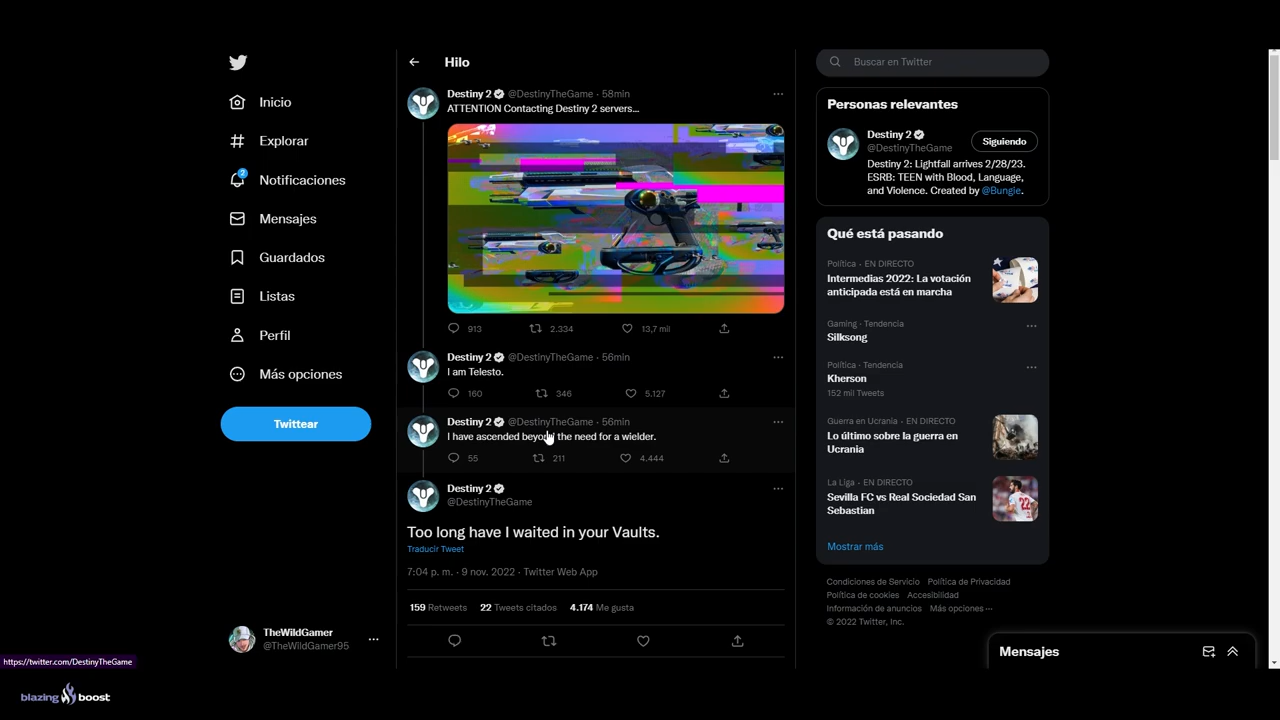 Hilo
Buscar en Twitter
Inicio
Explorar
2
Notificaciones
Mensajes
Guardados
Listas
Perfil
Más opciones
Twittear
TheWildGamer
@TheWildGamer95
Destiny 2 @DestinyTheGame · 58min
ATTENTION Contacting Destiny 2 servers...
913 2.334 13,7 mil
Destiny 2 @DestinyTheGame · 56min
I am Telesto.
160 346 5.127
Destiny 2 @DestinyTheGame · 56min
I have ascended beyond the need for a wielder.
55 211 4.444
Destiny 2
@DestinyTheGame
Too long have I waited in your Vaults.
Traducir Tweet
7:04 p. m. · 9 nov. 2022 · Twitter Web App
159 Retweets 22 Tweets citados 4.174 Me gusta
Personas relevantes
Destiny 2
@DestinyTheGame
Siguiendo
Destiny 2: Lightfall arrives 2/28/23.
ESRB: TEEN with Blood, Language,
and Violence. Created by @Bungie.
Qué está pasando
Política · EN DIRECTO
Intermedias 2022: La votación
anticipada está en marcha
Gaming · Tendencia
Silksong
Política · Tendencia
Kherson
152 mil Tweets
Guerra en Ucrania · EN DIRECTO
Lo último sobre la guerra en
Ucrania
La Liga · EN DIRECTO
Sevilla FC vs Real Sociedad San
Sebastian
Mostrar más
Condiciones de Servicio Política de Privacidad
Política de cookies Accesibilidad
Información de anuncios Más opciones ···
© 2022 Twitter, Inc.
Mensajes
https://twitter.com/DestinyTheGame
blazing boost